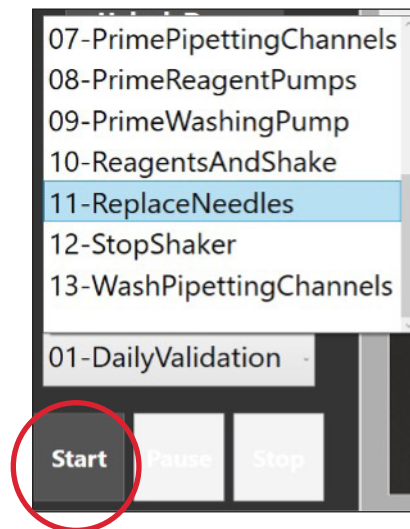 07-PrimePipettingChannels
08-PrimeReagentPumps
09-PrimeWashingPump
10-ReagentsAndShake
11-ReplaceNeedles
12-StopShaker
13-WashPipettingChannels
01-DailyValidation
Start Pause Stop